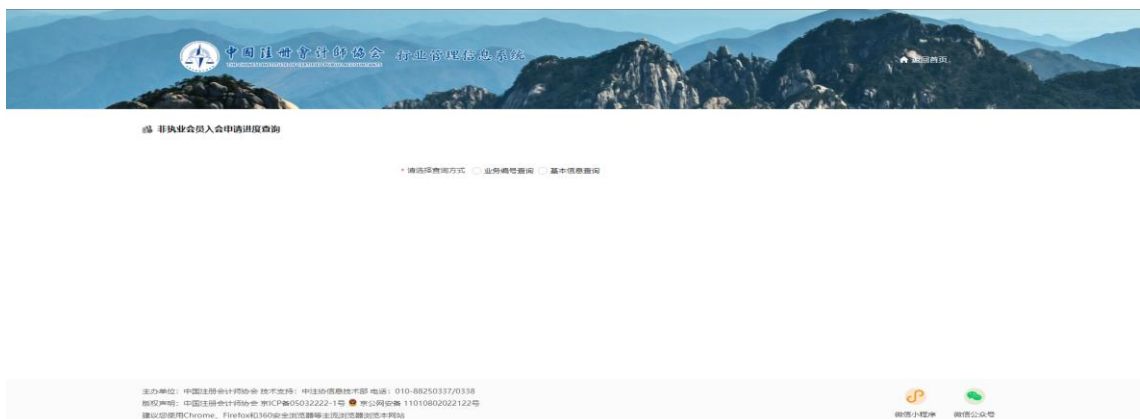 中国注册会计师协会 行业管理信息系统
THE CHINESE INSTITUTE OF CERTIFIED PUBLIC ACCOUNTANTS
返回首页
非执业会员入会申请进度查询
* 请选择查询方式 业务编号查询 基本信息查询
主办单位：中国注册会计师协会 技术支持：中注协信息技术部 电话：010-88250337/0338
版权声明：中国注册会计师协会 京ICP备05032222-1号 京公网安备 11010802022122号
建议您使用Chrome、Firefox和360安全浏览器等主流浏览器浏览本网站
微信小程序 微信公众号